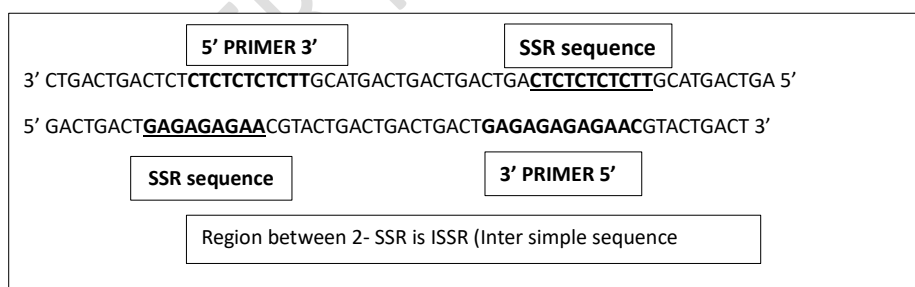 5’ PRIMER 3’ SSR sequence
3’ CTGACTGACTCTCTCTCTCTCTTGCATGACTGACTGACTGACTCTCTCTCTTGCATGACTGA 5’
5’ GACTGACTGAGAGAGAACGTACTGACTGACTGACTGAGAGAGAGAACGTACTGACT 3’
SSR sequence 3’ PRIMER 5’
Region between 2- SSR is ISSR (Inter simple sequence